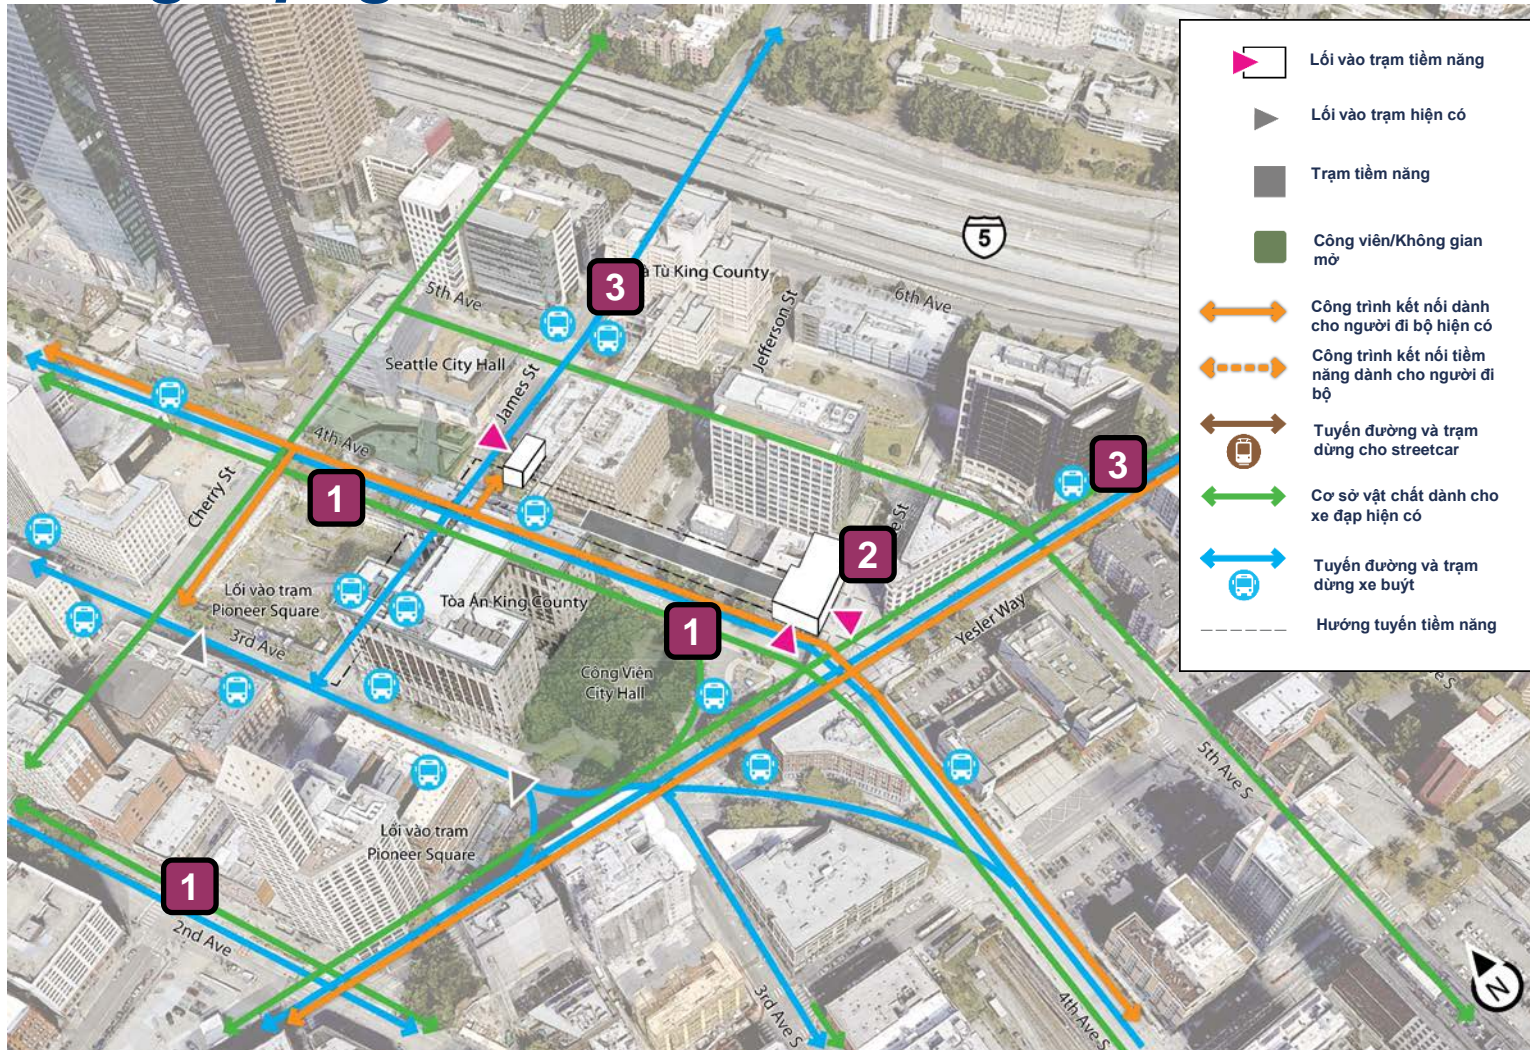 Lối vào trạm tiềm năng
Lối vào trạm hiện có
Trạm tiềm năng
Công viên/Không gian
mở
Công trình kết nối dành
cho người đi bộ hiện có
Công trình kết nối tiềm
năng dành cho người đi
bộ
Tuyến đường và trạm
dừng cho streetcar
Cơ sở vật chất dành cho
xe đạp hiện có
Tuyến đường và trạm
dừng xe buýt
Hướng tuyến tiềm năng
5
3
Tù King County
5th Ave
6th Ave
Jefferson St
Seattle City Hall
James St
4th Ave
1
3
Cherry St
2
Lối vào trạm
Pioneer Square
Tòa Án King County
1
Yesler Way
3rd Ave
Công Viên
City Hall
5th Ave S
Lối vào trạm
Pioneer Square
1
2nd Ave
3rd Ave S
4th Ave S
N